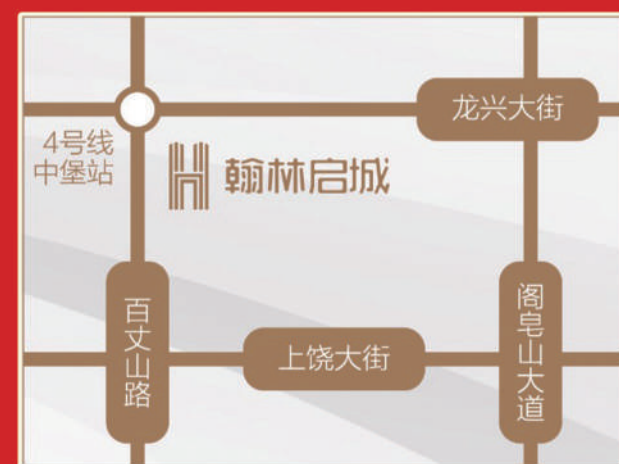 龙兴大街
4号线
中堡站
翰林启城
百丈山路
上饶大街
阁皂山大道